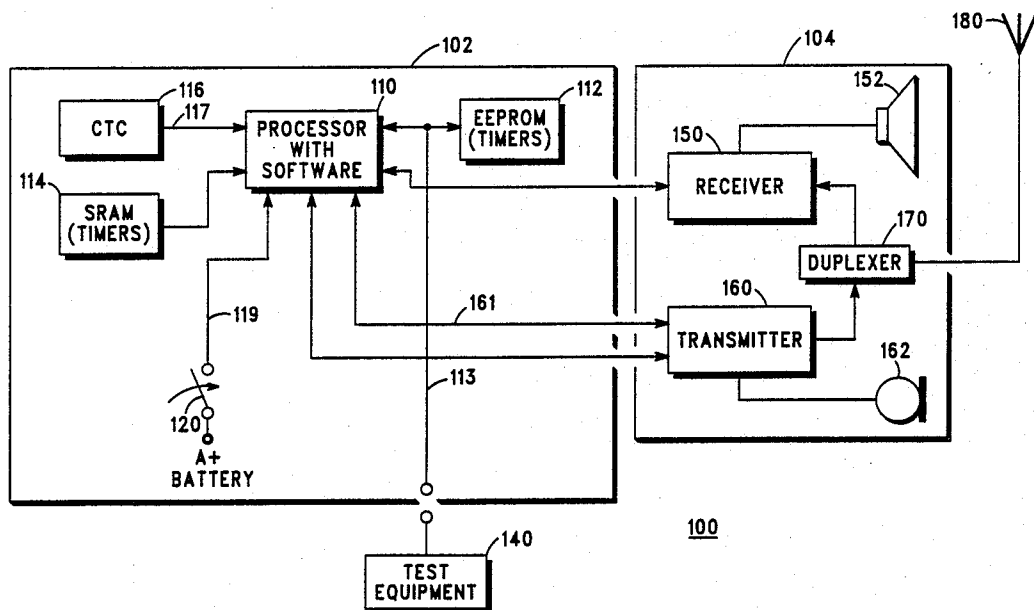 102
104
180
116
117
CTC
110
PROCESSOR
WITH
SOFTWARE
112
EEPROM
(TIMERS)
152
150
RECEIVER
114
SRAM
(TIMERS)
170
DUPLEXER
119
161
160
TRANSMITTER
162
113
120
A+
BATTERY
100
140
TEST
EQUIPMENT